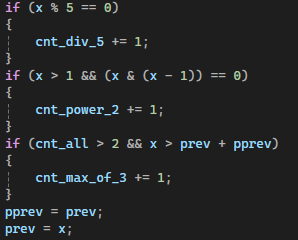 if (x % 5 == 0)
{
cnt_div_5 += 1;
}
if (x > 1 && (x & (x - 1)) == 0)
{
cnt_power_2 += 1;
}
if (cnt_all > 2 && x > prev + pprev)
{
cnt_max_of_3 += 1;
}
pprev = prev;
prev = x;